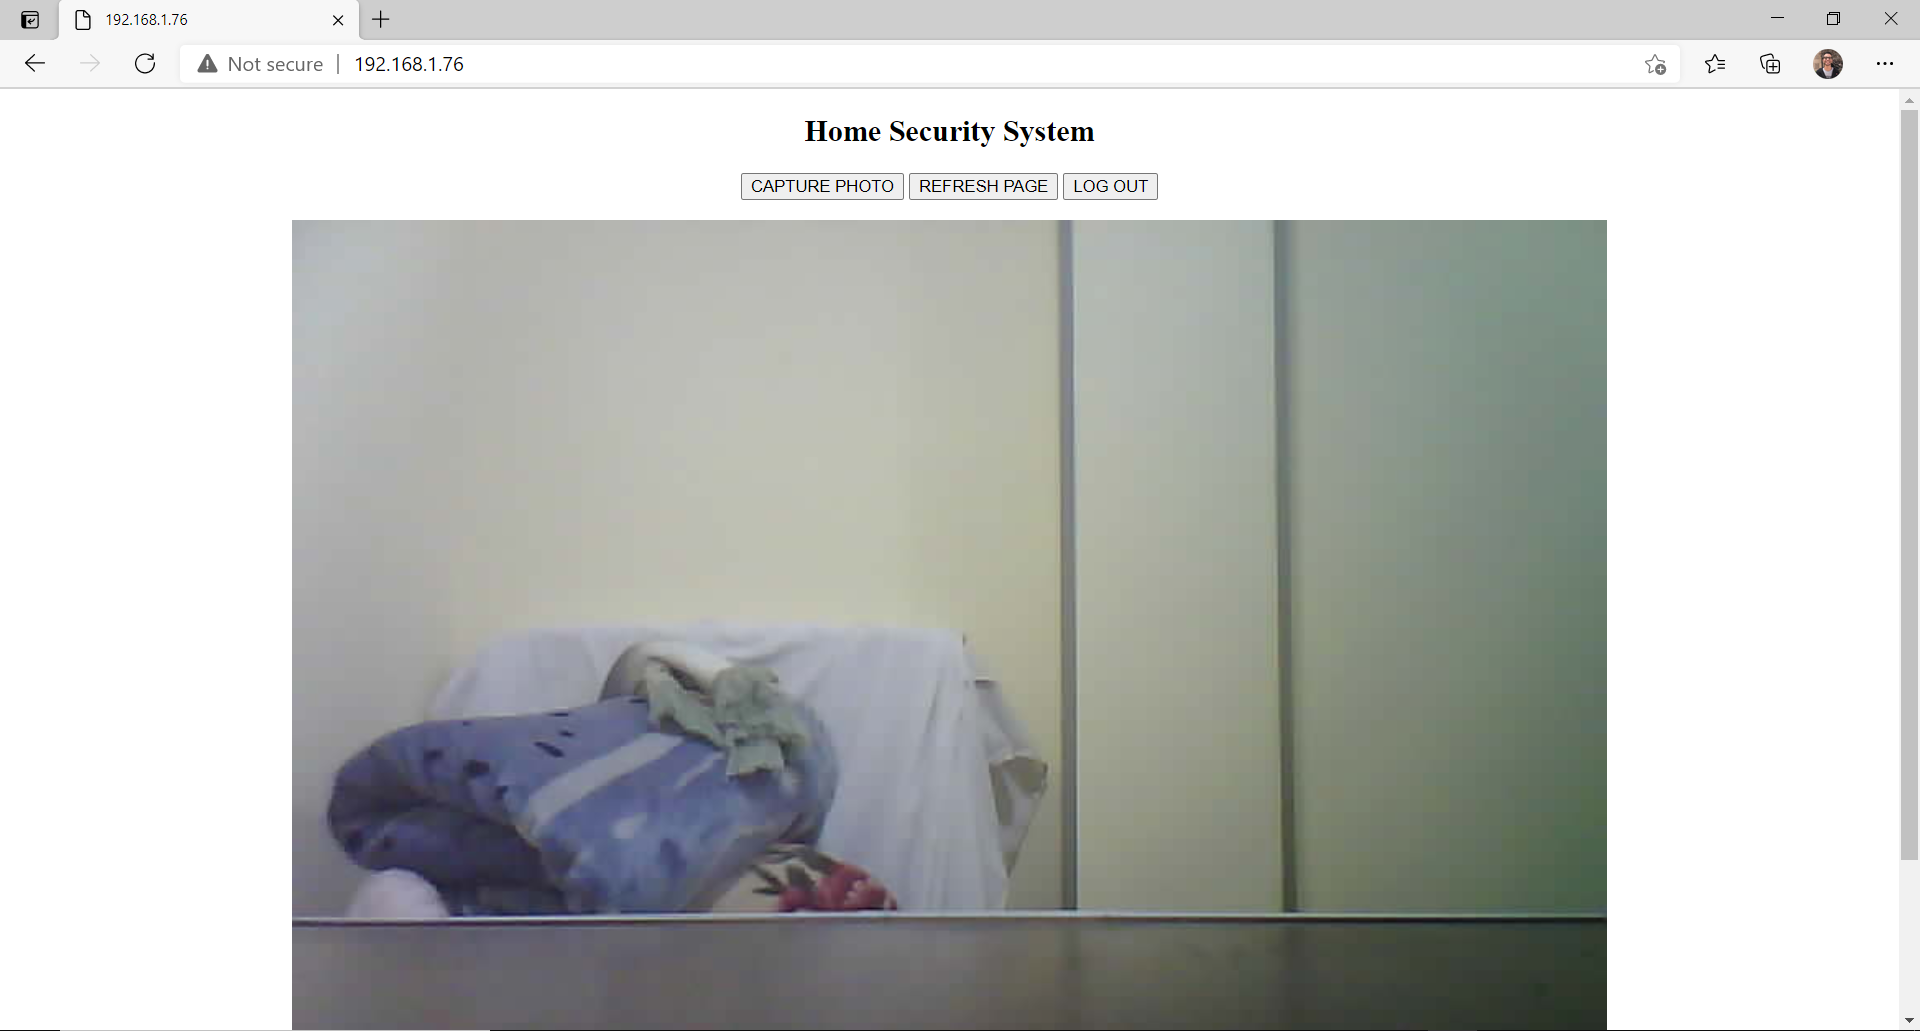 192.168.1.76
Not secure 192.168.1.76
Home Security System
CAPTURE PHOTO REFRESH PAGE LOG OUT